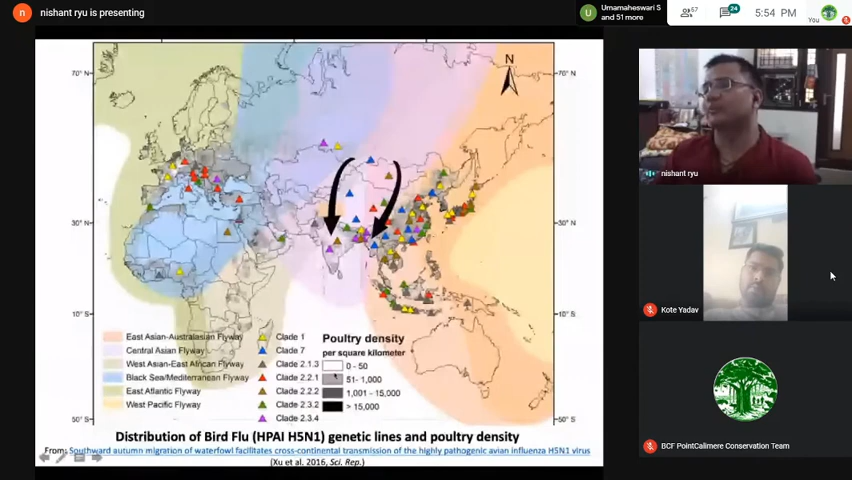 nishant ryu is presenting
Umamaheswari S
and 51 more
57
24
5:54 PM
You
N
70° N
70° N
30° N
30° N
10° S
10° S
50° S
50° S
East Asian-Australasian Flyway
Central Asian Flyway
West Asian-East African Flyway
Black Sea/Mediterranean Flyway
East Atlantic Flyway
West Pacific Flyway
Clade 1
Clade 7
Clade 2.1.3
Clade 2.2.1
Clade 2.2.2
Clade 2.3.2
Clade 2.3.4
Poultry density
per square kilometer
0 - 50
51- 1,000
1,001 - 15,000
> 15,000
Distribution of Bird Flu (HPAI H5N1) genetic lines and poultry density
From: Southward autumn migration of waterfowl facilitates cross-continental transmission of the highly pathogenic avian influenza H5N1 virus
(Xu et al. 2016, Sci. Rep.)
nishant ryu
Kote Yadav
BCF PointCalimere Conservation Team